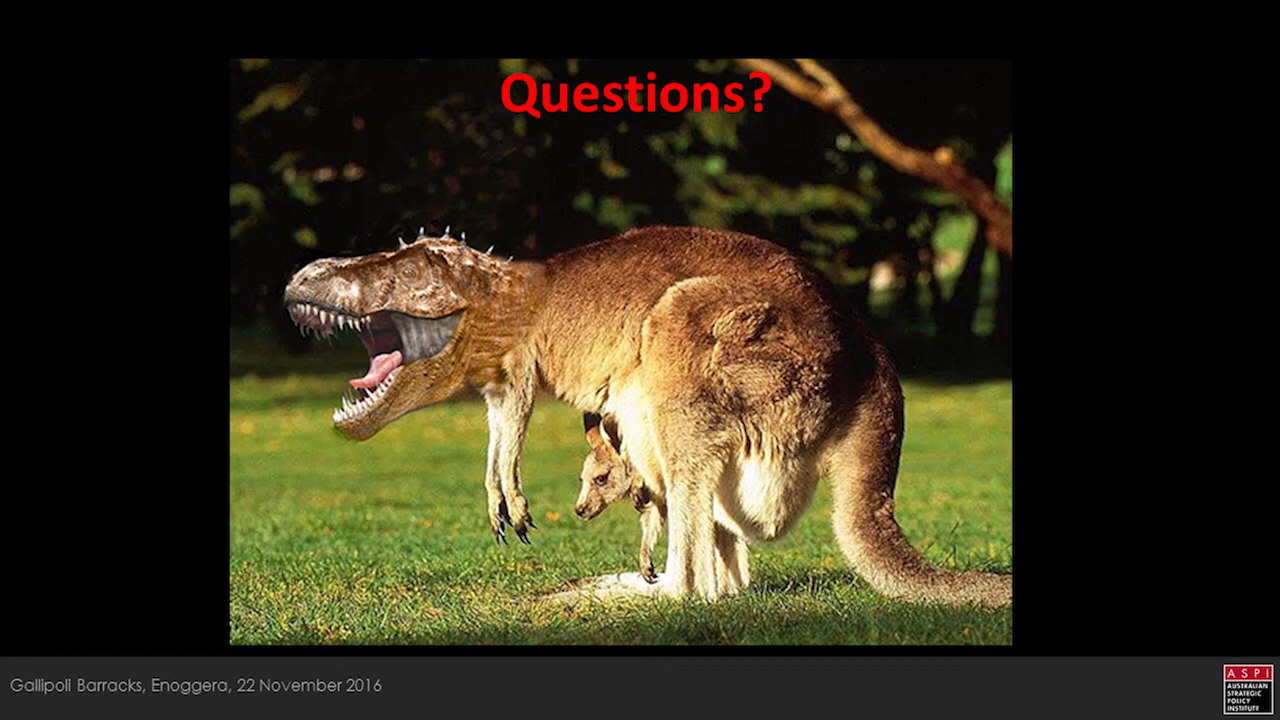 Questions?
Gallipoli Barracks, Enoggera, 22 November 2016
ASPI
AUSTRALIAN
STRATEGIC
POLICY
INSTITUTE